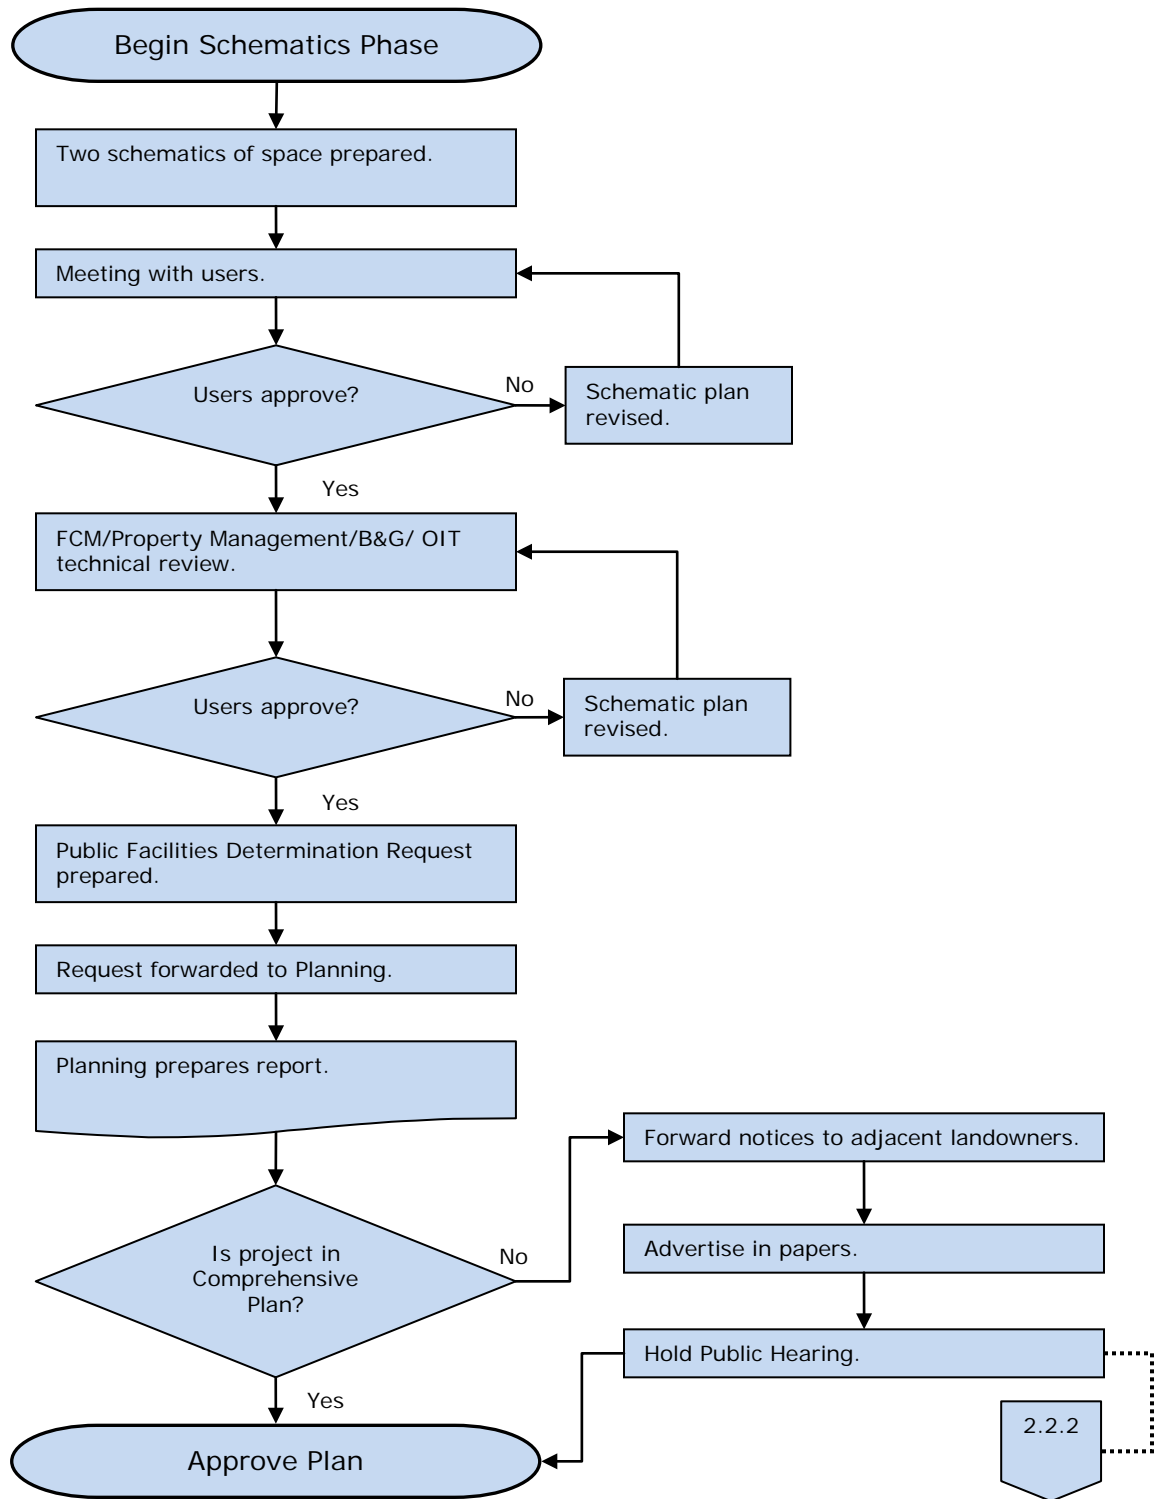 Begin Schematics Phase
Two schematics of space prepared.
Meeting with users.
Users approve?
No
Schematic plan
revised.
Yes
FCM/Property Management/B&G/ OIT
technical review.
Users approve?
No
Schematic plan
revised.
Yes
Public Facilities Determination Request
prepared.
Request forwarded to Planning.
Planning prepares report.
Forward notices to adjacent landowners.
Is project in
Comprehensive
Plan?
No
Advertise in papers.
Hold Public Hearing.
Yes
2.2.2
Approve Plan